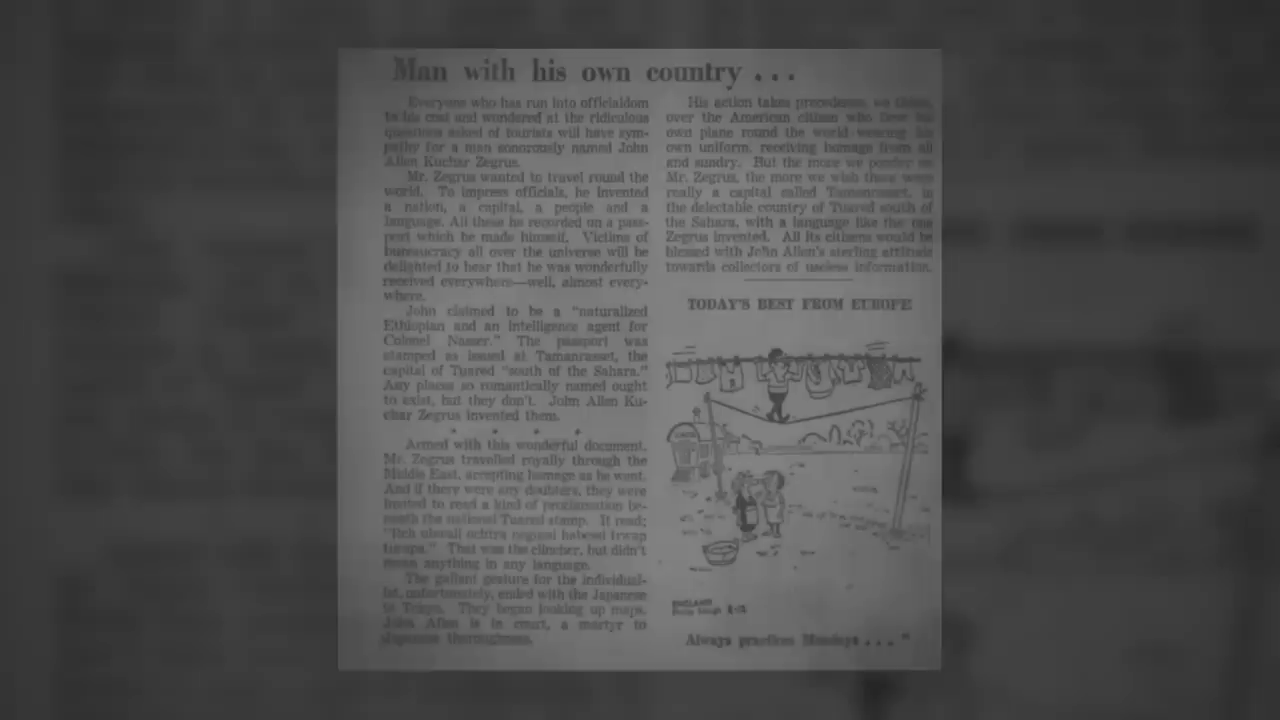 Man with his own country . . .
Everyone who has run into officialdom
to his cost and wondered at the ridiculous
questions asked of tourists will have sym-
pathy for a man sonorously named John
Allen Kuchar Zegrus.
Mr. Zegrus wanted to travel round the
world. To impress officials, he invented
a nation, a capital, a people and a
language. All these he recorded on a pass-
port which he made himself. Victims of
bureaucracy all over the universe will be
delighted to hear that he was wonderfully
received everywhere—well, almost every-
where.
John claimed to be a "naturalized
Ethiopian and an intelligence agent for
Colonel Nasser." The passport was
stamped as issued at Tamanrasset, the
capital of Tuared "south of the Sahara."
Any places so romantically named ought
to exist, but they don't. John Allen Ku-
char Zegrus invented them.
* * * *
Armed with this wonderful document,
Mr. Zegrus travelled royally through the
Middle East, accepting homage as he went.
And if there were any doubters, they were
invited to read a kind of proclamation be-
neath the national Tuared stamp. It read:
"Rch ubwaii ochtra negussi habessi trwap
turapa." That was the clincher, but didn't
mean anything in any language.
The gallant gesture for the individual-
ist, unfortunately, ended with the Japanese
in Tokyo. They began looking up maps.
John Allen is in court, a martyr to
Japanese thoroughness.
His action takes precedence, we think,
over the American citizen who flew his
own plane round the world wearing his
own uniform, receiving homage from all
and sundry. But the more we ponder on
Mr. Zegrus, the more we wish there were
really a capital called Tamanrasset, in
the delectable country of Tuared south of
the Sahara, with a language like the one
Zegrus invented. All its citizens would be
blessed with John Allen's sterling attitude
towards collectors of useless information.
TODAY'S BEST FROM EUROPE
ENGLAND
"Always practices Mondays . . ."